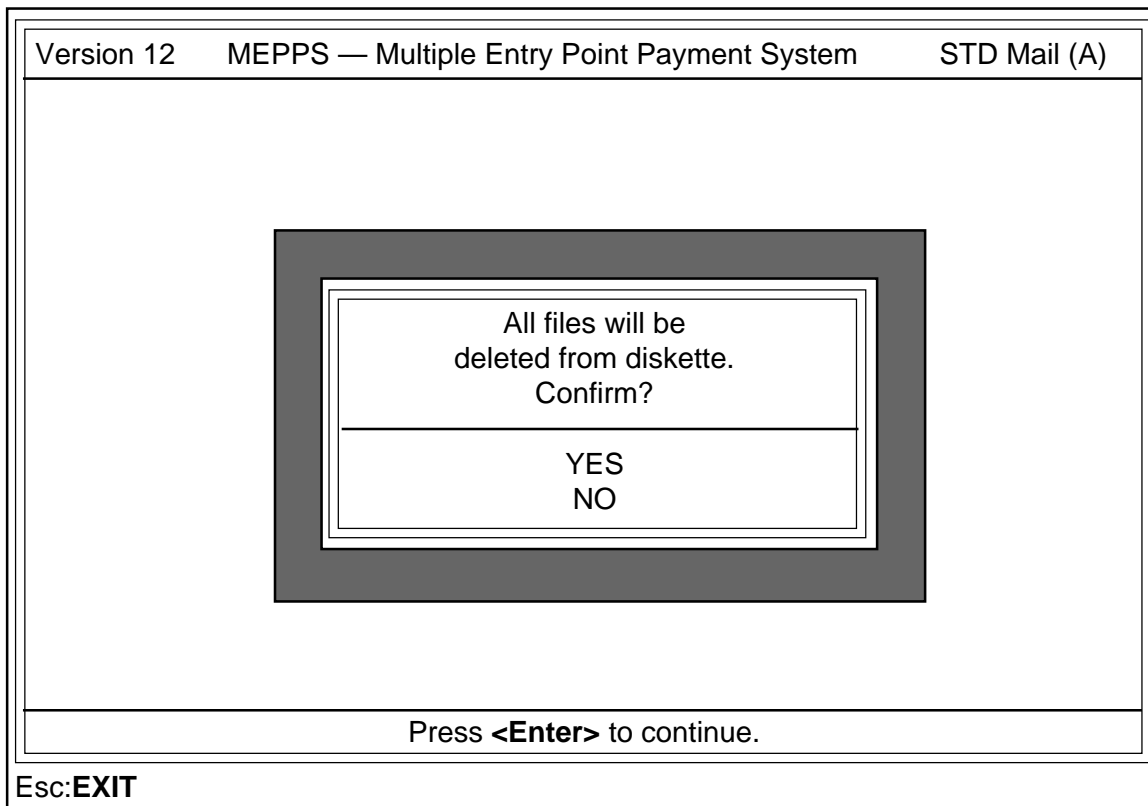 Version 12 MEPPS — Multiple Entry Point Payment System STD Mail (A)
All files will be
deleted from diskette.
Confirm?
YES
NO
Press <Enter> to continue.
Esc:EXIT